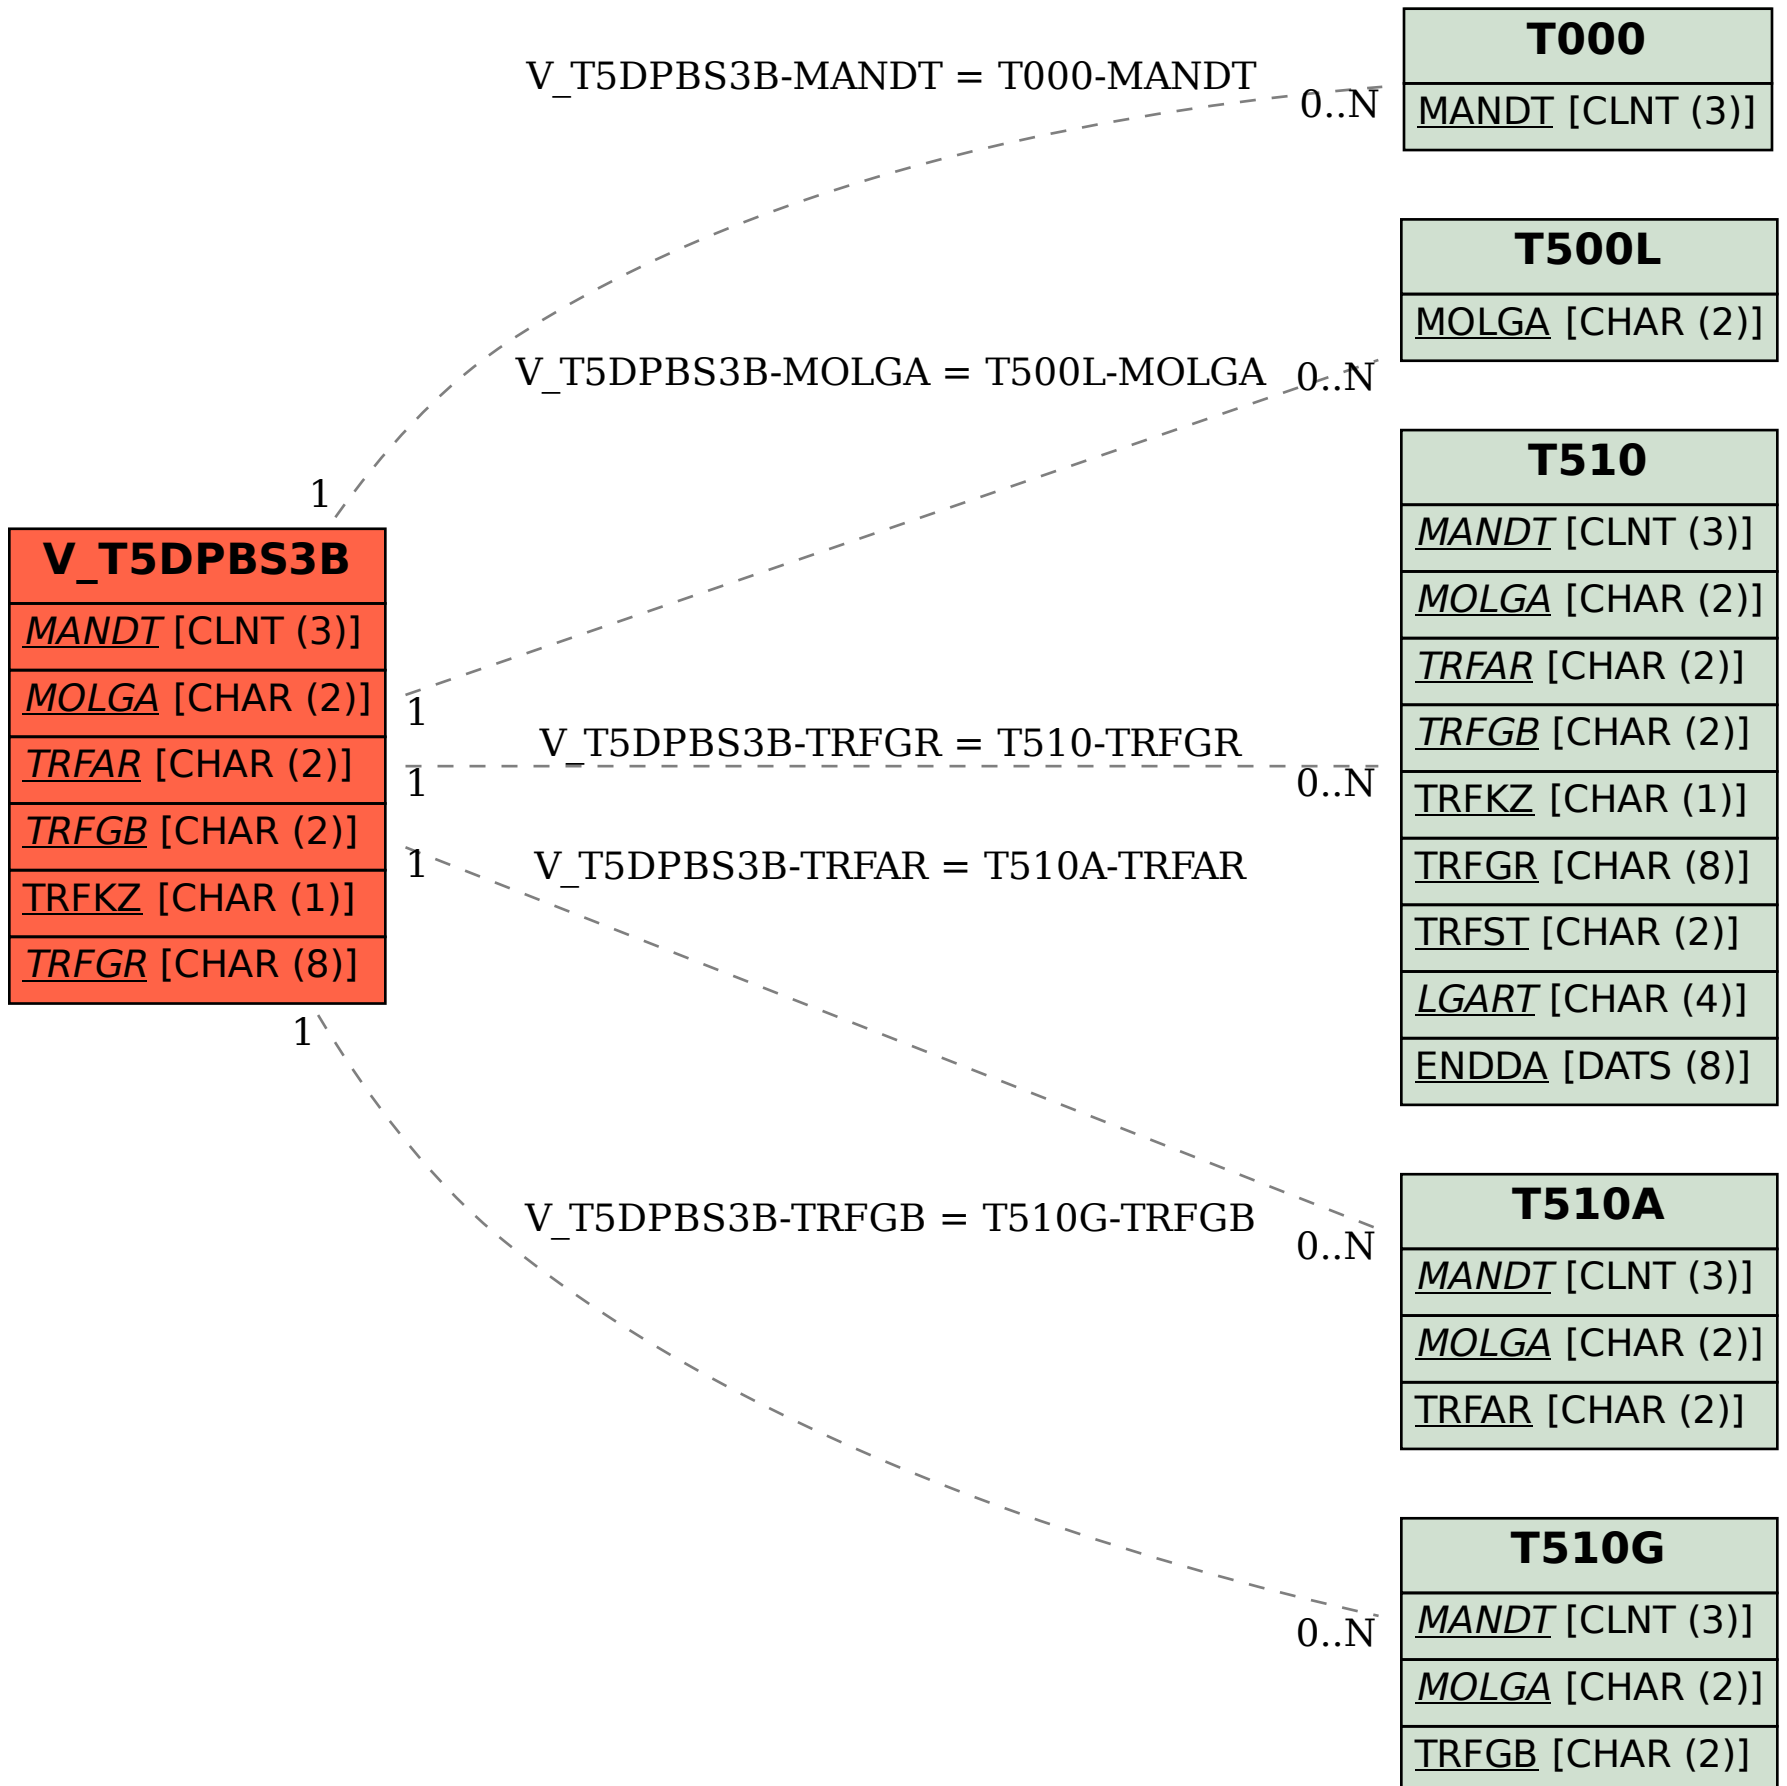 V_T5DPBS3B
MANDT [CLNT (3)]
MOLGA [CHAR (2)]
TRFAR [CHAR (2)]
TRFGB [CHAR (2)]
TRFKZ [CHAR (1)]
TRFGR [CHAR (8)]
V_T5DPBS3B-MANDT = T000-MANDT
1
0..N
V_T5DPBS3B-MOLGA = T500L-MOLGA
1
0..N
V_T5DPBS3B-TRFGR = T510-TRFGR
1
0..N
V_T5DPBS3B-TRFAR = T510A-TRFAR
1
0..N
V_T5DPBS3B-TRFGB = T510G-TRFGB
1
0..N
T000
MANDT [CLNT (3)]
T500L
MOLGA [CHAR (2)]
T510
MANDT [CLNT (3)]
MOLGA [CHAR (2)]
TRFAR [CHAR (2)]
TRFGB [CHAR (2)]
TRFKZ [CHAR (1)]
TRFGR [CHAR (8)]
TRFST [CHAR (2)]
LGART [CHAR (4)]
ENDDA [DATS (8)]
T510A
MANDT [CLNT (3)]
MOLGA [CHAR (2)]
TRFAR [CHAR (2)]
T510G
MANDT [CLNT (3)]
MOLGA [CHAR (2)]
TRFGB [CHAR (2)]